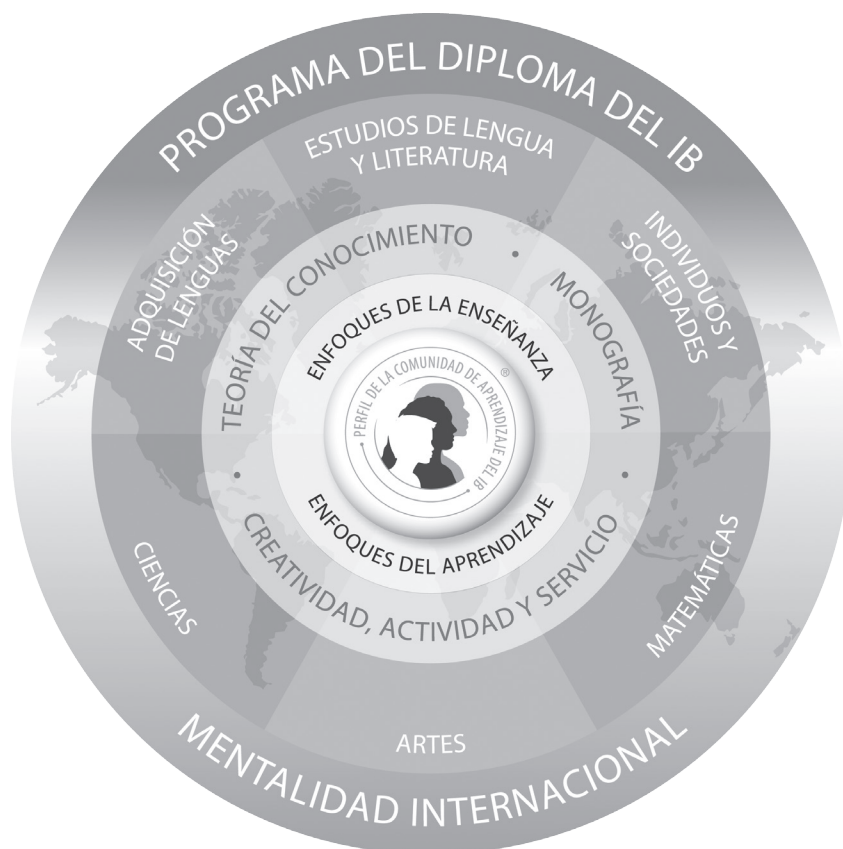 PROGRAMA DEL DIPLOMA DEL IB
ESTUDIOS DE LENGUA
Y LITERATURA
ADQUISICIÓN
DE LENGUAS
INDIVIDUOS Y
SOCIEDADES
TEORÍA DEL CONOCIMIENTO
•
MONOGRAFÍA
•
ENFOQUES DE LA ENSEÑANZA
PERFIL DE LA COMUNIDAD DE APRENDIZAJE DEL IB
®
ENFOQUES DEL APRENDIZAJE
•
CREATIVIDAD, ACTIVIDAD Y SERVICIO
CIENCIAS
MATEMÁTICAS
ARTES
MENTALIDAD INTERNACIONAL